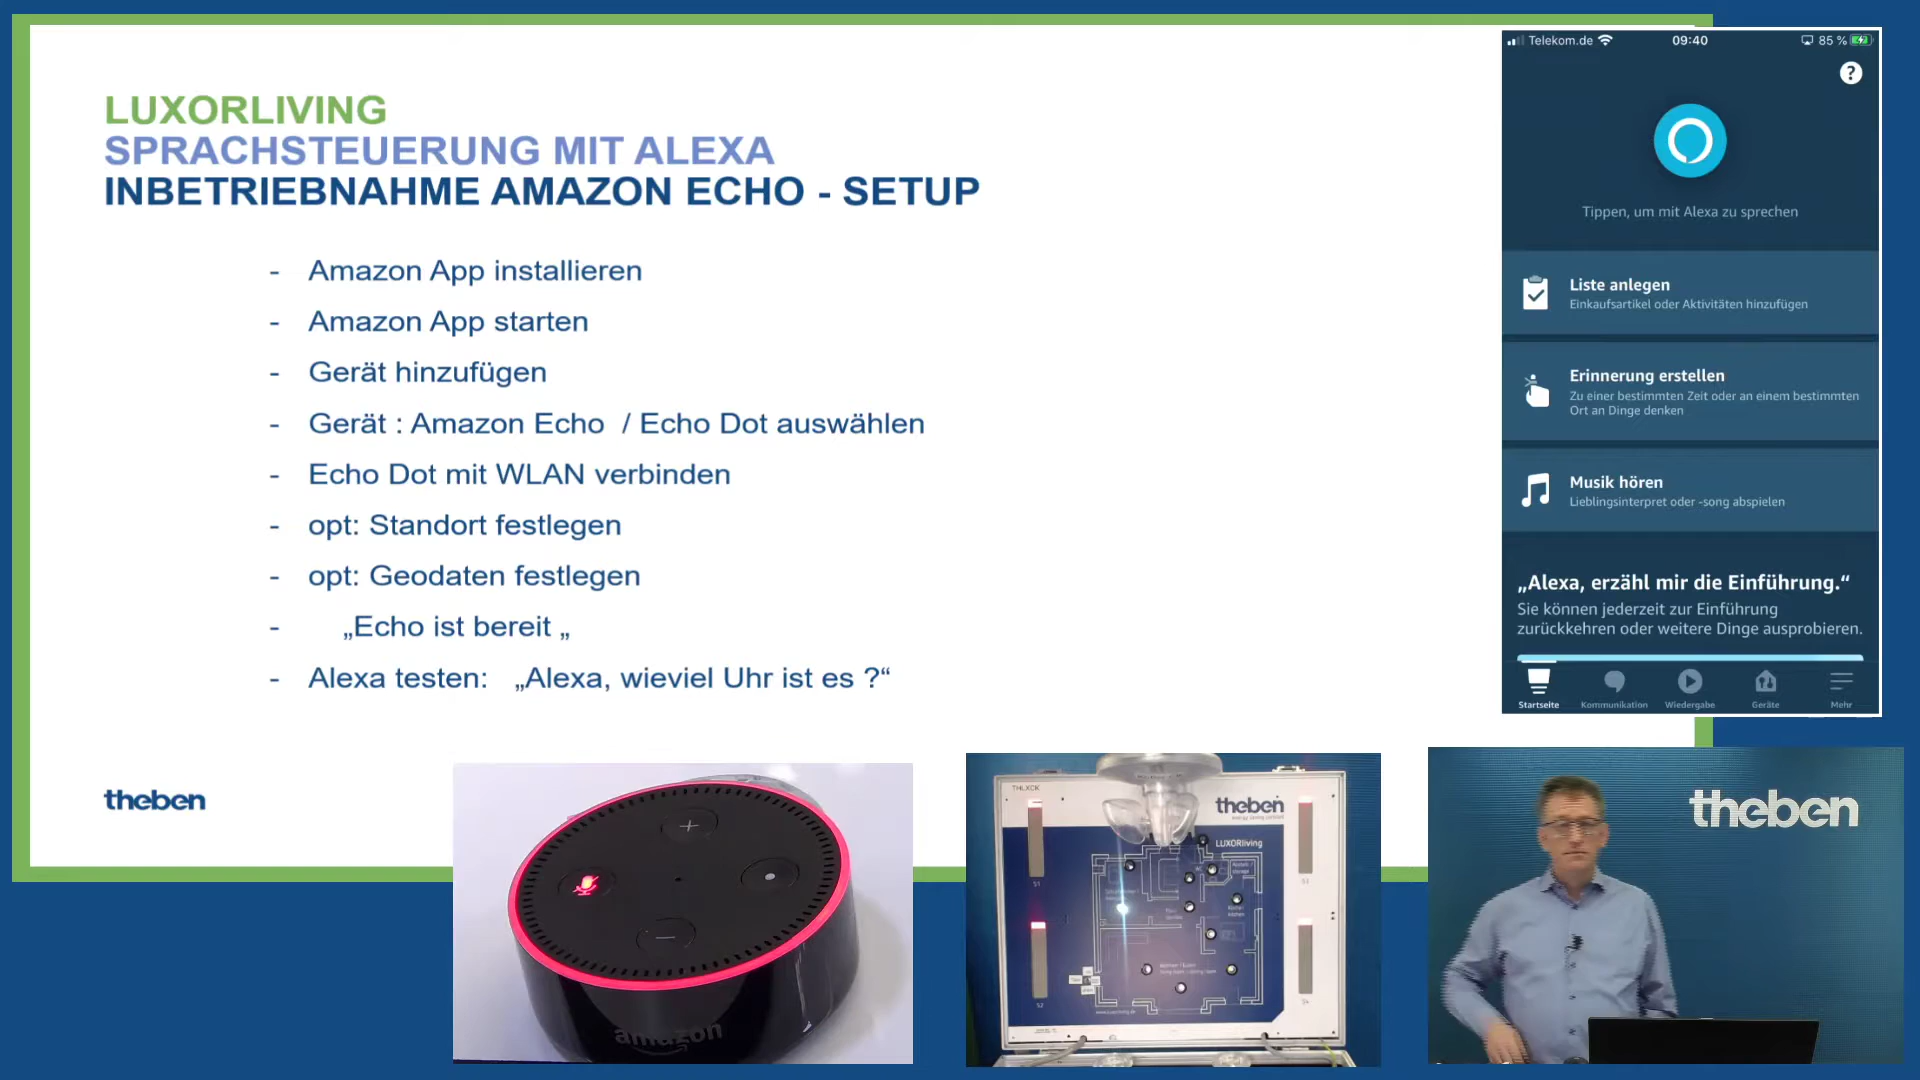 LUXORLIVING
SPRACHSTEUERUNG MIT ALEXA
INBETRIEBNAHME AMAZON ECHO - SETUP
- Amazon App installieren
- Amazon App starten
- Gerät hinzufügen
- Gerät : Amazon Echo / Echo Dot auswählen
- Echo Dot mit WLAN verbinden
- opt: Standort festlegen
- opt: Geodaten festlegen
- „Echo ist bereit „
- Alexa testen: „Alexa, wieviel Uhr ist es ?“
theben
Telekom.de 09:40 85 %
?
Tippen, um mit Alexa zu sprechen
Liste anlegen
Einkaufsartikel oder Aktivitäten hinzufügen
Erinnerung erstellen
Zu einer bestimmten Zeit oder an einem bestimmten
Ort an Dinge denken
Musik hören
Lieblingsinterpret oder -song abspielen
„Alexa, erzähl mir die Einführung.“
Sie können jederzeit zur Einführung
zurückkehren oder weitere Dinge ausprobieren.
Startseite Kommunikation Wiedergabe Geräte Mehr
amazon
theben
LUXORliving
S1
S2
S3
S4
theben